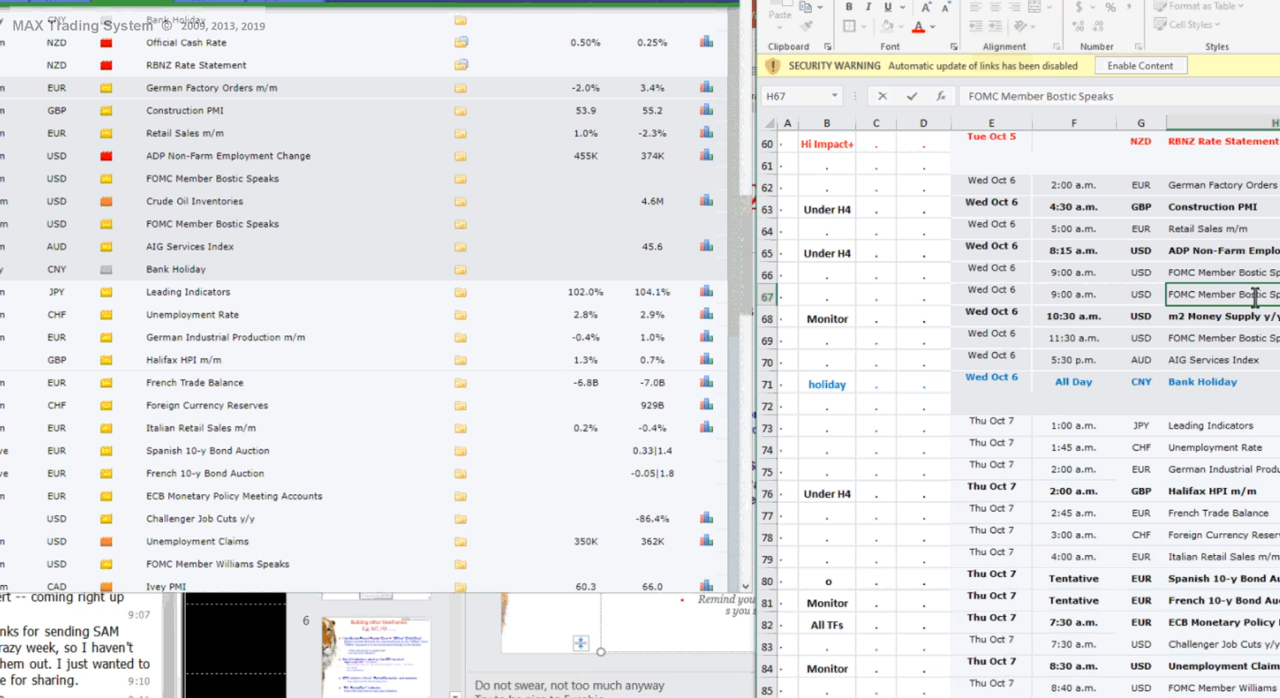 MAX Trading System © 2009, 2013, 2019
CNY Bank Holiday
NZD Official Cash Rate 0.50% 0.25%
NZD RBNZ Rate Statement
EUR German Factory Orders m/m -2.0% 3.4%
GBP Construction PMI 53.9 55.2
EUR Retail Sales m/m 1.0% -2.3%
USD ADP Non-Farm Employment Change 455K 374K
USD FOMC Member Bostic Speaks
USD Crude Oil Inventories 4.6M
USD FOMC Member Bostic Speaks
AUD AIG Services Index 45.6
CNY Bank Holiday
JPY Leading Indicators 102.0% 104.1%
CHF Unemployment Rate 2.8% 2.9%
EUR German Industrial Production m/m -0.4% 1.0%
GBP Halifax HPI m/m 1.3% 0.7%
EUR French Trade Balance -6.8B -7.0B
CHF Foreign Currency Reserves 929B
EUR Italian Retail Sales m/m 0.2% -0.4%
EUR Spanish 10-y Bond Auction 0.33|1.4
EUR French 10-y Bond Auction -0.05|1.8
EUR ECB Monetary Policy Meeting Accounts
USD Challenger Job Cuts y/y -86.4%
USD Unemployment Claims 350K 362K
USD FOMC Member Williams Speaks
CAD Ivey PMI 60.3 66.0
ert -- coming right up
9:07
nks for sending SAM
razy week, so I haven't
hem out. I just tried to
e for sharing. 9:10
6
Remind you
s you s
Do not swear, not too much anyway
Paste B I U A A $ % , Format as Table
A Cell Styles
Clipboard Font Alignment Number Styles
SECURITY WARNING Automatic update of links has been disabled Enable Content
H67 fx FOMC Member Bostic Speaks
A B C D E F G H
60 Hi Impact+ . . Tue Oct 5 NZD RBNZ Rate Statement
61 . . .
62 . . . Wed Oct 6 2:00 a.m. EUR German Factory Orders
63 Under H4 . . Wed Oct 6 4:30 a.m. GBP Construction PMI
64 . . . Wed Oct 6 5:00 a.m. EUR Retail Sales m/m
65 Under H4 . . Wed Oct 6 8:15 a.m. USD ADP Non-Farm Emplo
66 . . . Wed Oct 6 9:00 a.m. USD FOMC Member Bostic Sp
67 . . . Wed Oct 6 9:00 a.m. USD FOMC Member Bostic Sp
68 Monitor . . Wed Oct 6 10:30 a.m. USD m2 Money Supply y/y
69 . . . Wed Oct 6 11:30 a.m. USD FOMC Member Bostic Sp
70 . . . Wed Oct 6 5:30 p.m. AUD AIG Services Index
71 holiday . . Wed Oct 6 All Day CNY Bank Holiday
72 . . .
73 . . . Thu Oct 7 1:00 a.m. JPY Leading Indicators
74 . . . Thu Oct 7 1:45 a.m. CHF Unemployment Rate
75 . . . Thu Oct 7 2:00 a.m. EUR German Industrial Produ
76 Under H4 . . Thu Oct 7 2:00 a.m. GBP Halifax HPI m/m
77 . . . Thu Oct 7 2:45 a.m. EUR French Trade Balance
78 . . . Thu Oct 7 3:00 a.m. CHF Foreign Currency Reser
79 . . . Thu Oct 7 4:00 a.m. EUR Italian Retail Sales m/m
80 o . . Thu Oct 7 Tentative EUR Spanish 10-y Bond Au
81 Monitor . . Thu Oct 7 Tentative EUR French 10-y Bond Au
82 All TFs . . Thu Oct 7 7:30 a.m. EUR ECB Monetary Policy
83 . . . Thu Oct 7 7:30 a.m. USD Challenger Job Cuts y/y
84 Monitor . . Thu Oct 7 8:30 a.m. USD Unemployment Claim
85 . . . Thu Oct 7 8:40 a.m. USD FOMC Member Williams